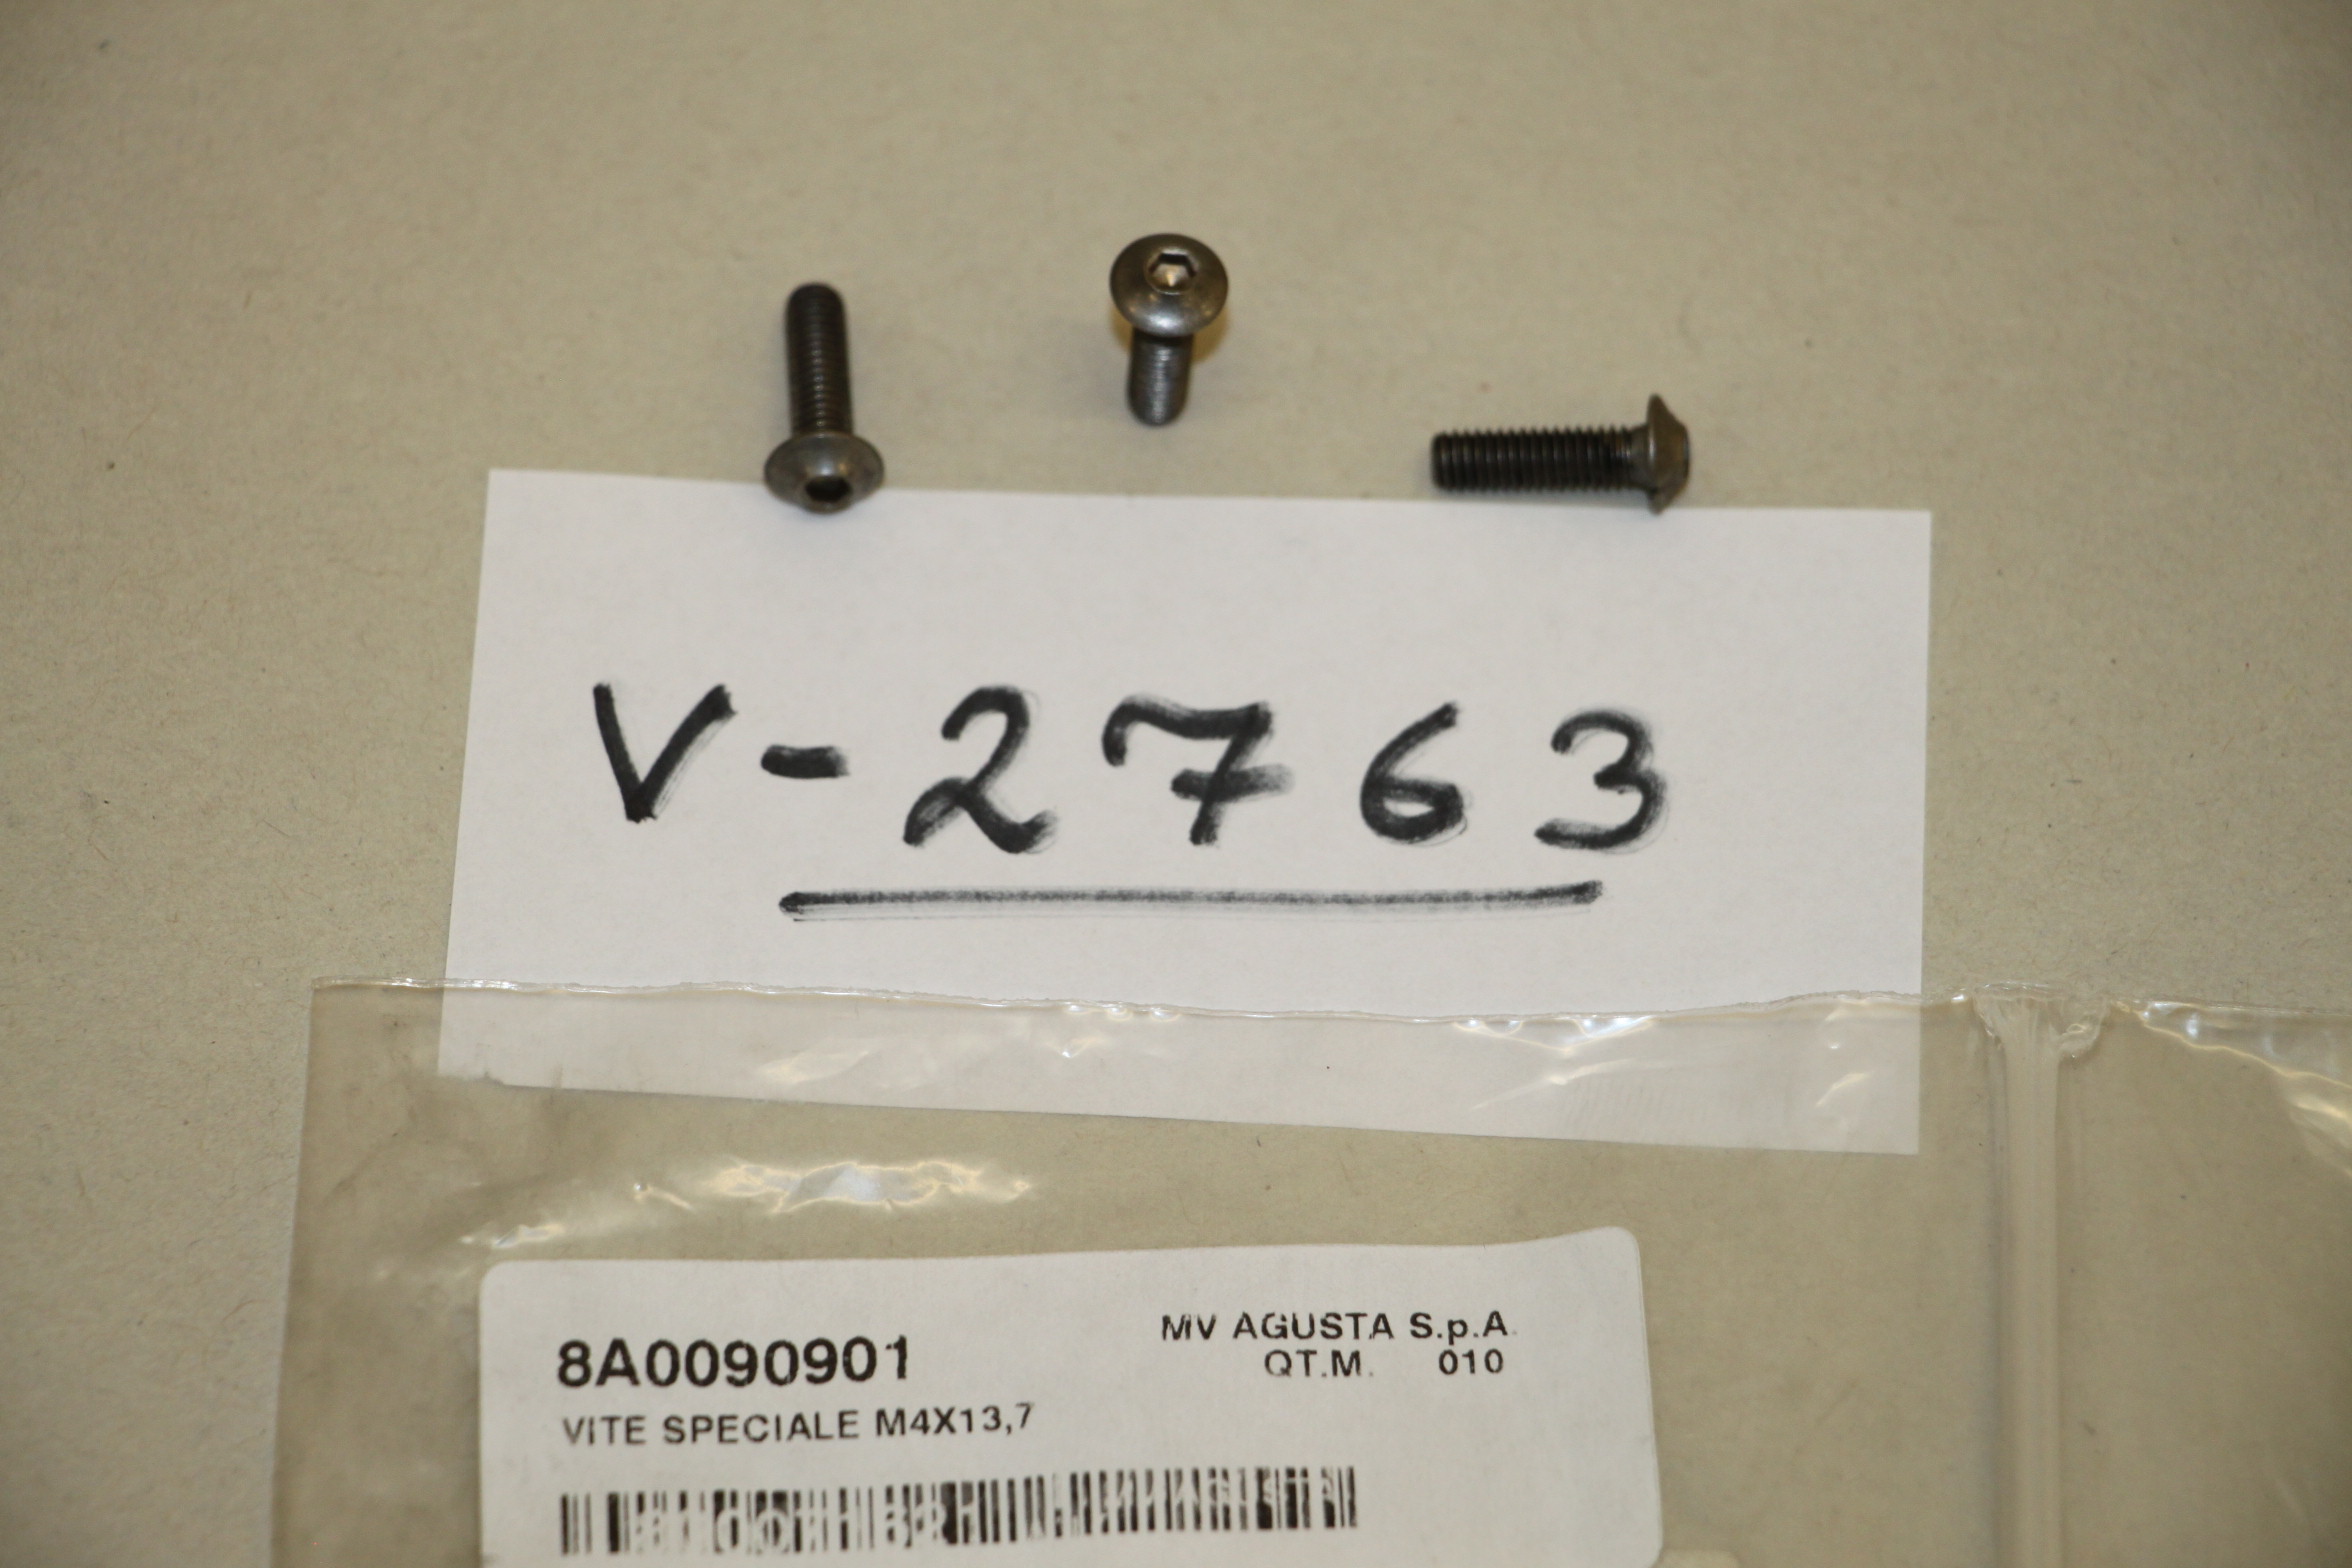 V-2763
8A0090901
MV AGUSTA S.p.A.
QT.M. 010
VITE SPECIALE M4X13,7